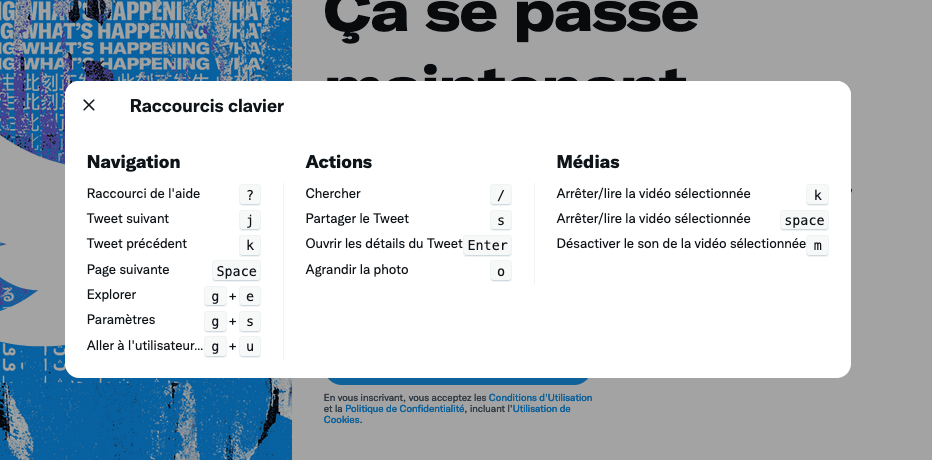 WHAT'S HAPPENING
WHAT'S HAPPENING
WHAT'S HAPPENING
WHAT'S HAPPENING
Ça se passe
maintenant
Raccourcis clavier
Navigation
Raccourci de l'aide ?
Tweet suivant j
Tweet précédent k
Page suivante Space
Explorer g + e
Paramètres g + s
Aller à l'utilisateur... g + u
Actions
Chercher /
Partager le Tweet s
Ouvrir les détails du Tweet Enter
Agrandir la photo o
Médias
Arrêter/lire la vidéo sélectionnée k
Arrêter/lire la vidéo sélectionnée space
Désactiver le son de la vidéo sélectionnée m
En vous inscrivant, vous acceptez les Conditions d'Utilisation
et la Politique de Confidentialité, incluant l'Utilisation de
Cookies.